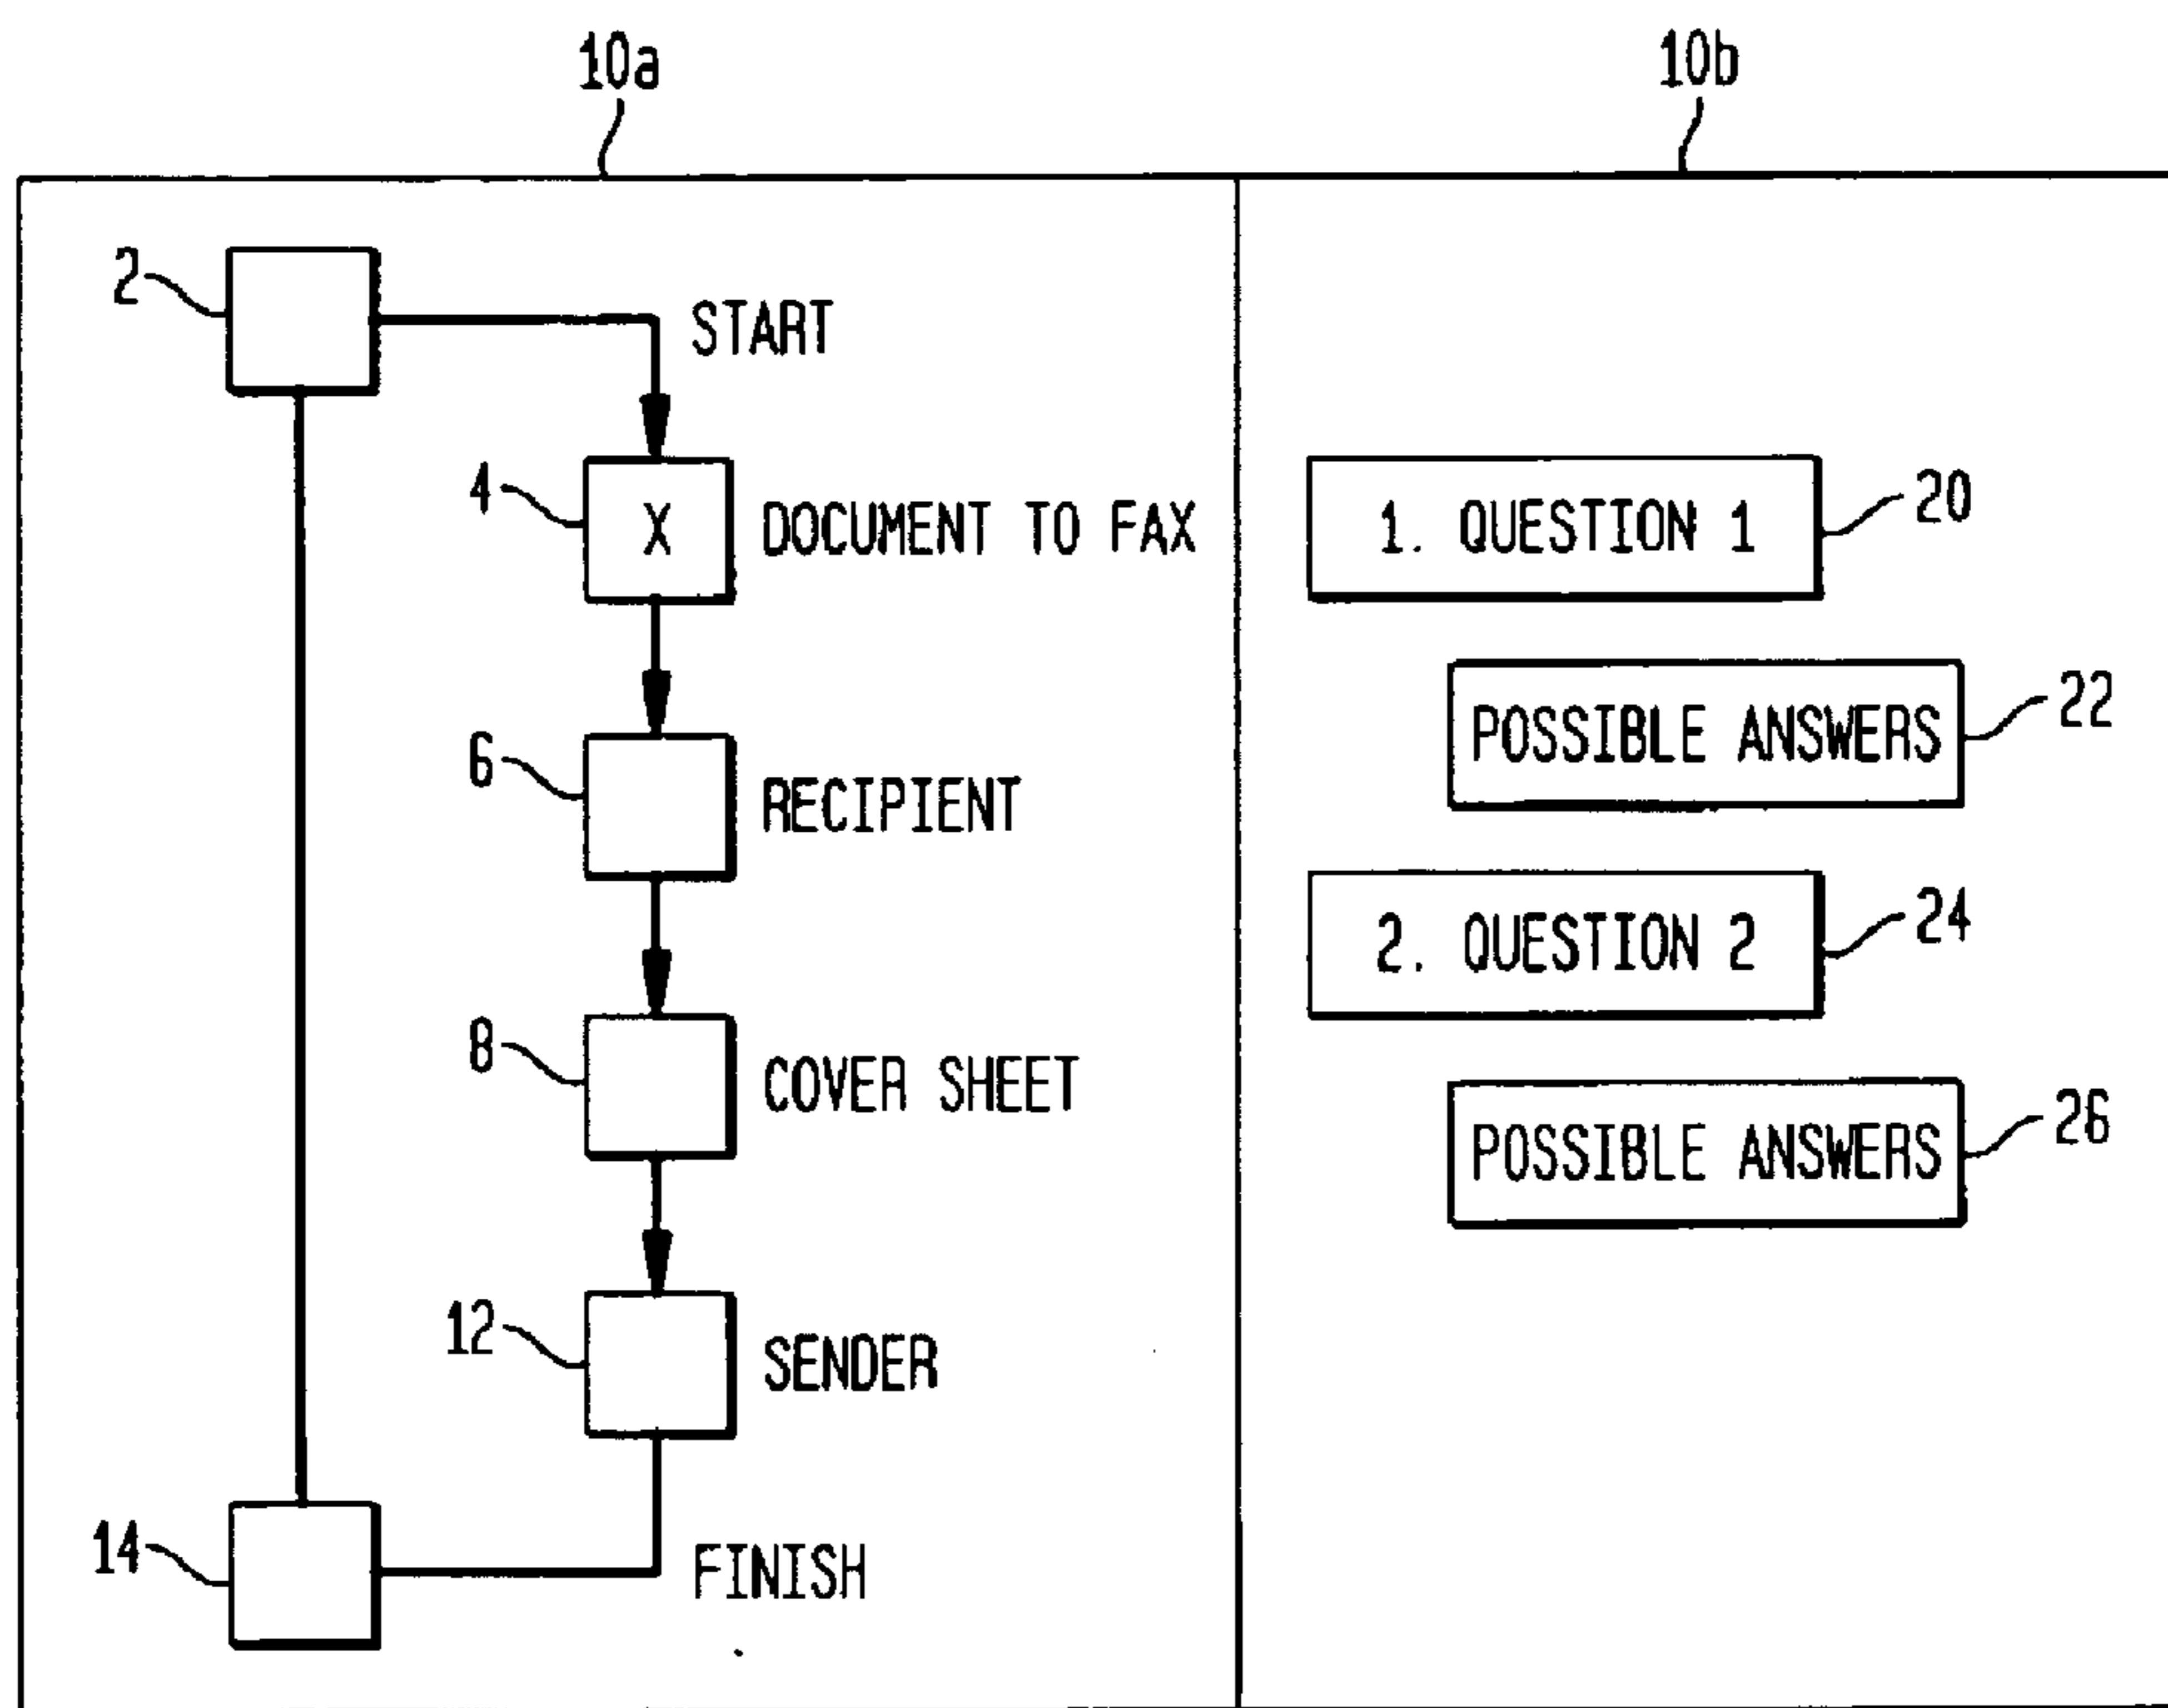 10a
10b
2
START
4
X
DOCUMENT TO FAX
6
RECIPIENT
8
COVER SHEET
12
SENDER
14
FINISH
1. QUESTION 1
20
POSSIBLE ANSWERS
22
2. QUESTION 2
24
POSSIBLE ANSWERS
26